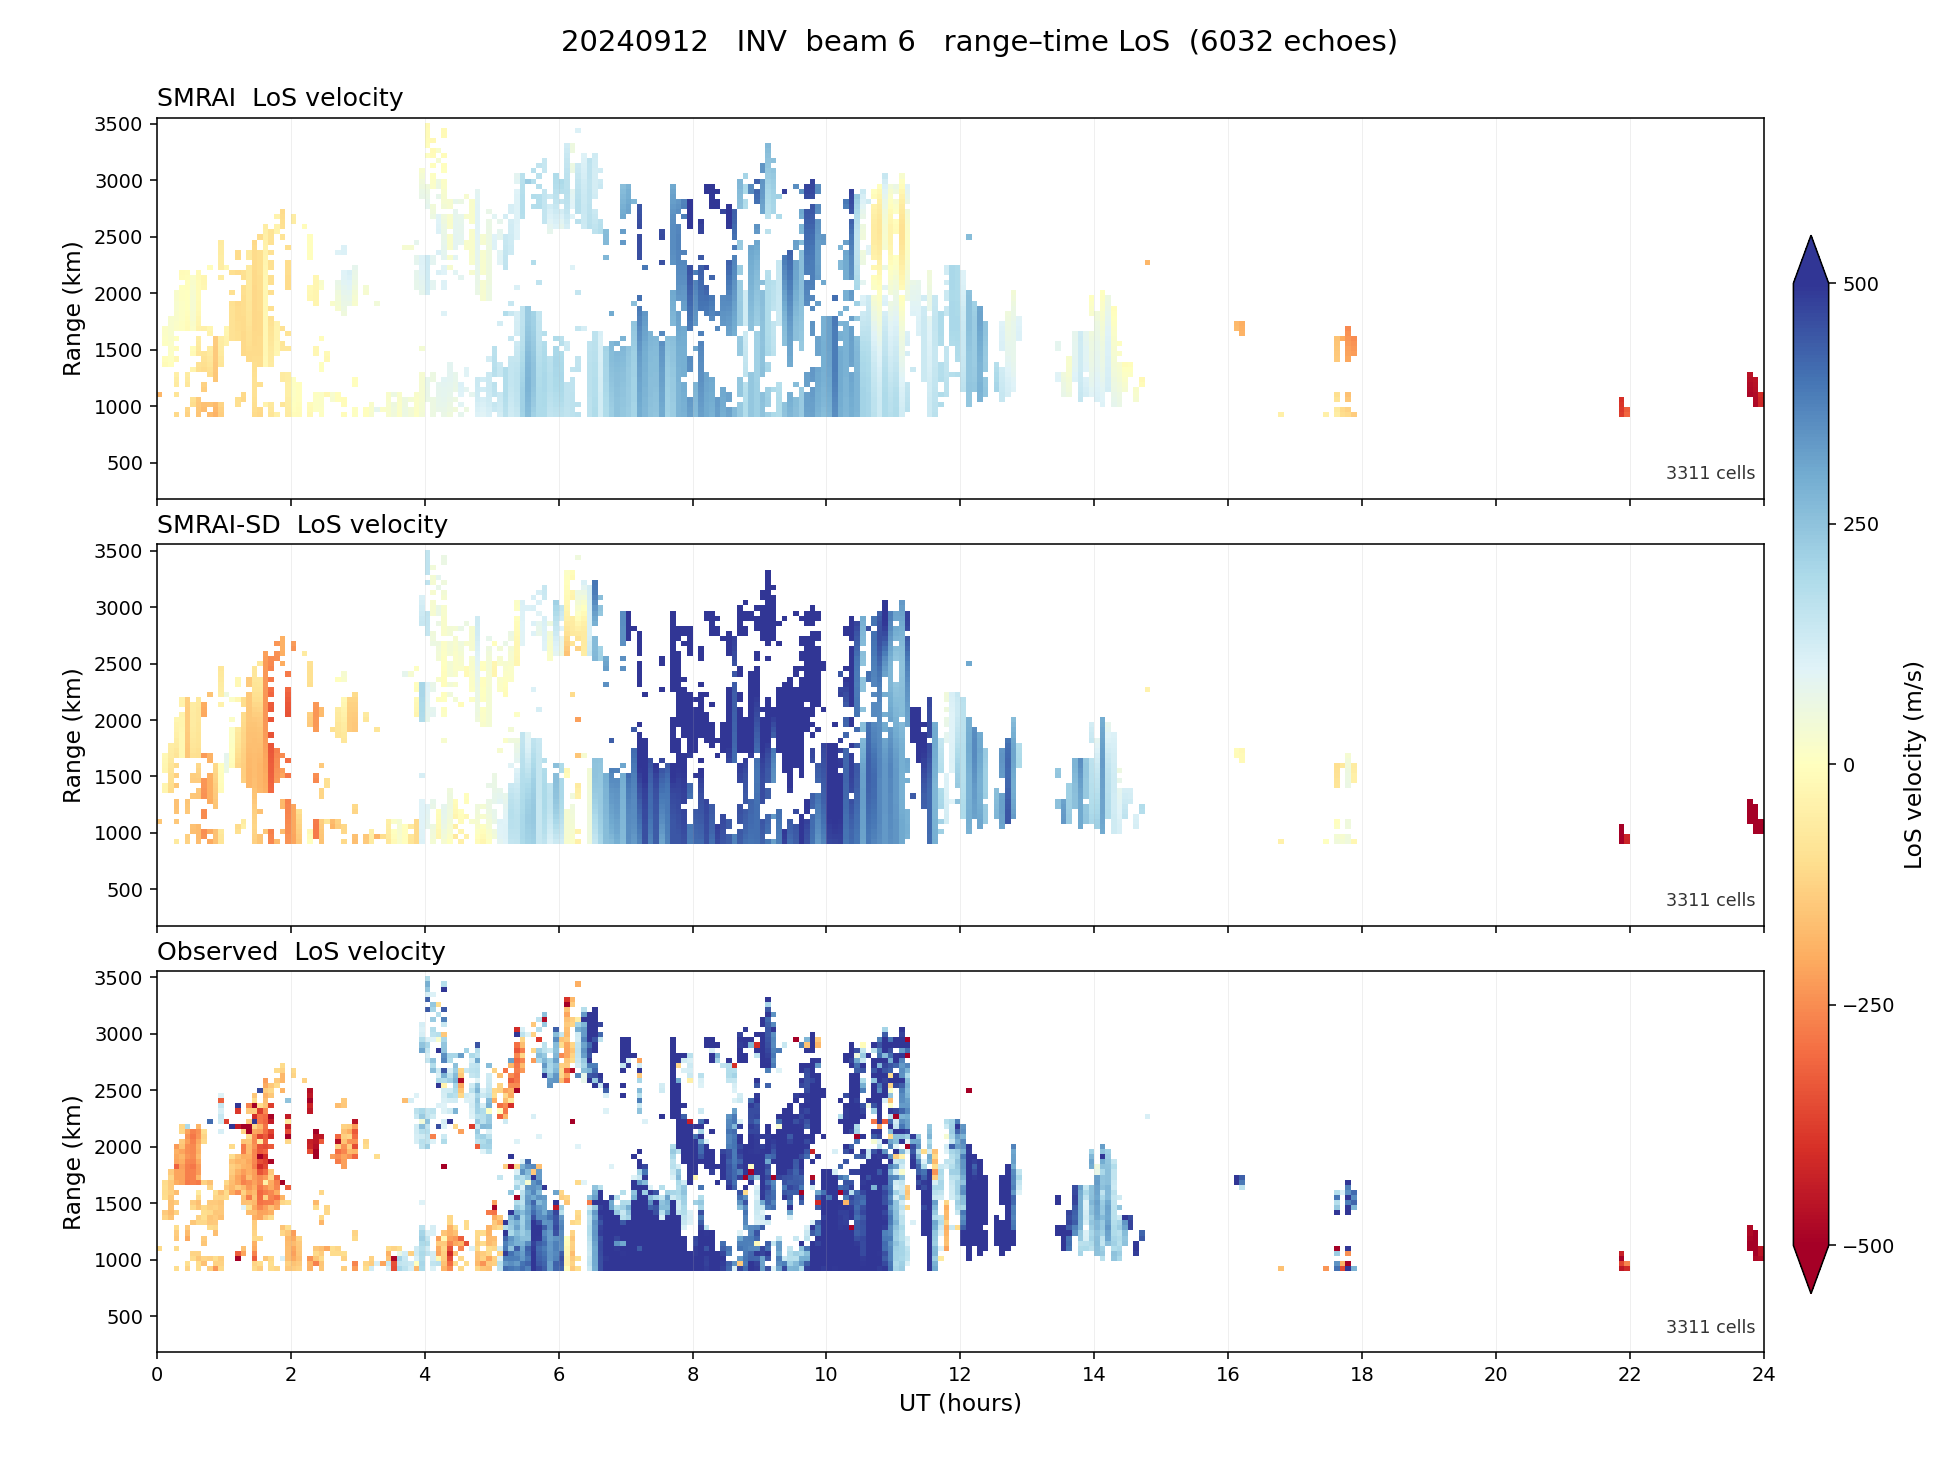 20240912   INV  beam 6   range–time LoS  (6032 echoes)
SMRAI  LoS velocity
3500
3000
2500
2000
1500
1000
500
Range (km)
3311 cells
SMRAI-SD  LoS velocity
3500
3000
2500
2000
1500
1000
500
Range (km)
3311 cells
Observed  LoS velocity
3500
3000
2500
2000
1500
1000
500
Range (km)
3311 cells
0 2 4 6 8 10 12 14 16 18 20 22 24
UT (hours)
500
250
0
−250
−500
LoS velocity (m/s)